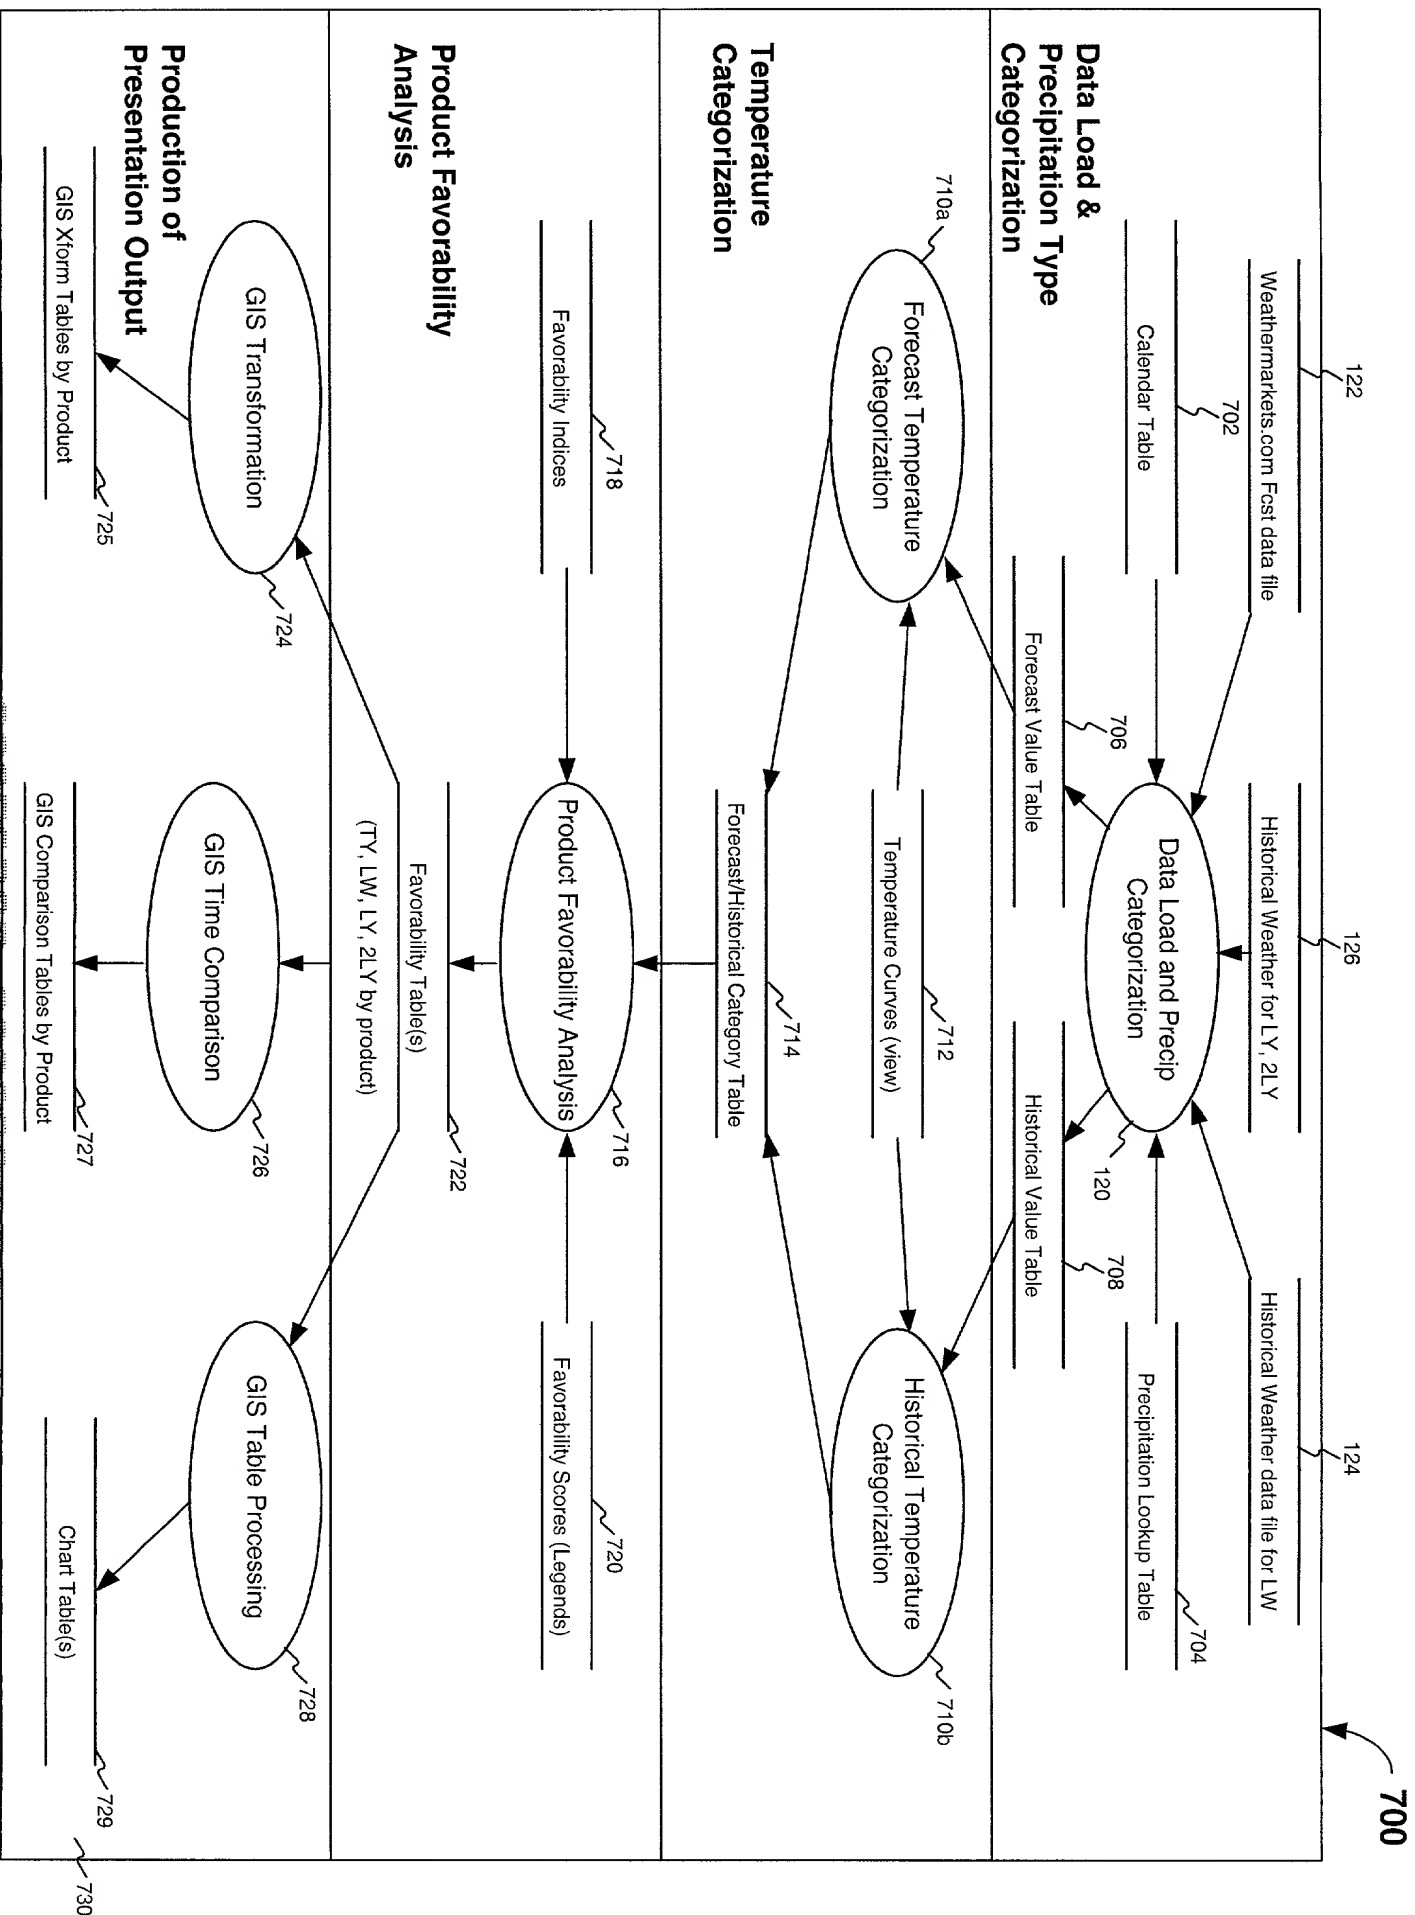 700
122
Weathermarkets.com Fcst data file
126
Historical Weather for LY, 2LY
124
Historical Weather data file for LW
Data Load &
Precipitation Type
Categorization
702
Calendar Table
Data Load and Precip
Categorization
120
704
Precipitation Lookup Table
706
Forecast Value Table
708
Historical Value Table
Temperature
Categorization
710a
Forecast Temperature
Categorization
712
Temperature Curves (view)
710b
Historical Temperature
Categorization
714
Forecast/Historical Category Table
Product Favorability
Analysis
718
Favorabiity Indices
Product Favorability Analysis
716
720
Favorability Scores (Legends)
722
Favorability Table(s)
(TY, LW, LY, 2LY by product)
Production of
Presentation Output
GIS Transformation
724
GIS Time Comparison
726
GIS Table Processing
728
725
GIS Xform Tables by Product
727
GIS Comparison Tables by Product
729
Chart Table(s)
730